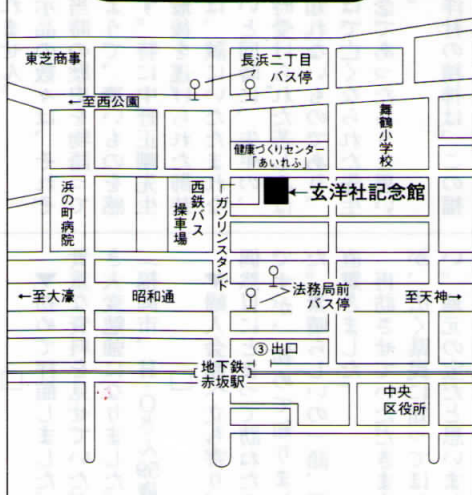 東芝商事
長浜二丁目
バス停
←至西公園
舞鶴小学校
健康づくりセンター
「あいれふ」
←玄洋社記念館
浜の町病院
西鉄バス
操車場
ガソリンスタンド
法務局前
バス停
←至大濠
昭和通
至天神→
③出口
地下鉄
赤坂駅
中央
区役所